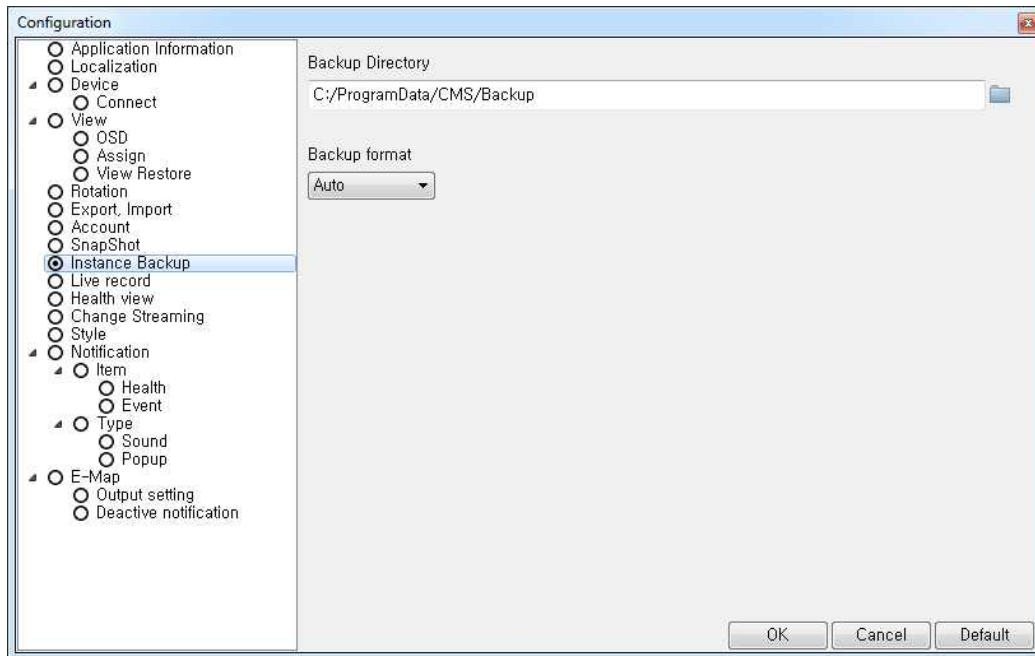 Configuration
Application Information
Localization
Device
Connect
View
OSD
Assign
View Restore
Rotation
Export, Import
Account
SnapShot
Instance Backup
Live record
Health view
Change Streaming
Style
Notification
Item
Health
Event
Type
Sound
Popup
E-Map
Output setting
Deactive notification
Backup Directory
C:/ProgramData/CMS/Backup
Backup format
Auto
OK Cancel Default